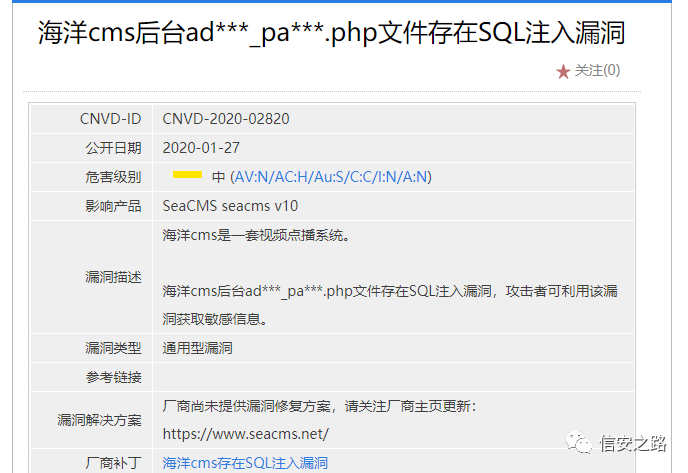 海洋cms后台ad***_pa***.php文件存在SQL注入漏洞
关注(0)
CNVD-ID CNVD-2020-02820
公开日期 2020-01-27
危害级别 中 (AV:N/AC:H/Au:S/C:C/I:N/A:N)
影响产品 SeaCMS seacms v10
海洋cms是一套视频点播系统。
漏洞描述
海洋cms后台ad***_pa***.php文件存在SQL注入漏洞，攻击者可利用该漏
洞获取敏感信息。
漏洞类型 通用型漏洞
参考链接
厂商尚未提供漏洞修复方案，请关注厂商主页更新：
漏洞解决方案
https://www.seacms.net/
厂商补丁 海洋cms存在SQL注入漏洞
信安之路